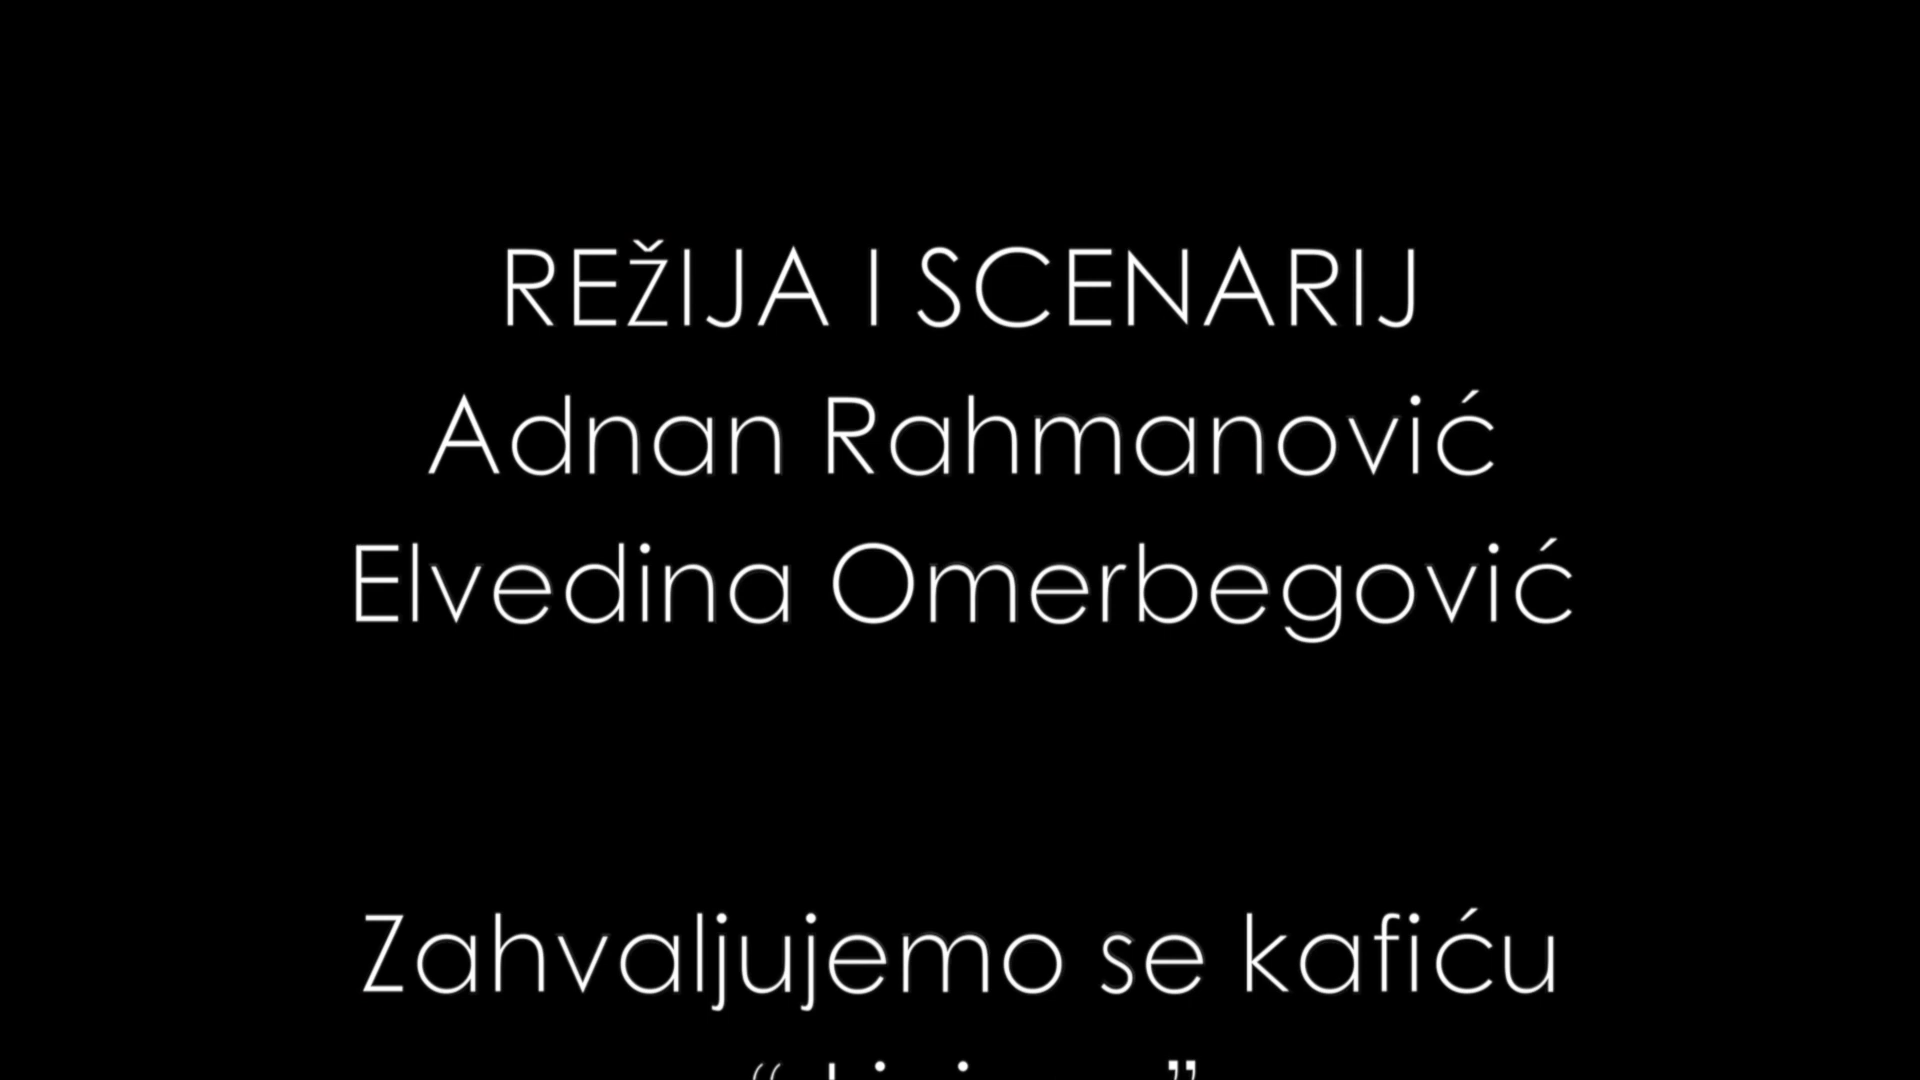 REžIJA I SCENARIJ
Adnan Rahmanović
Elvedina Omerbegović
Zahvaljujemo se kafiću